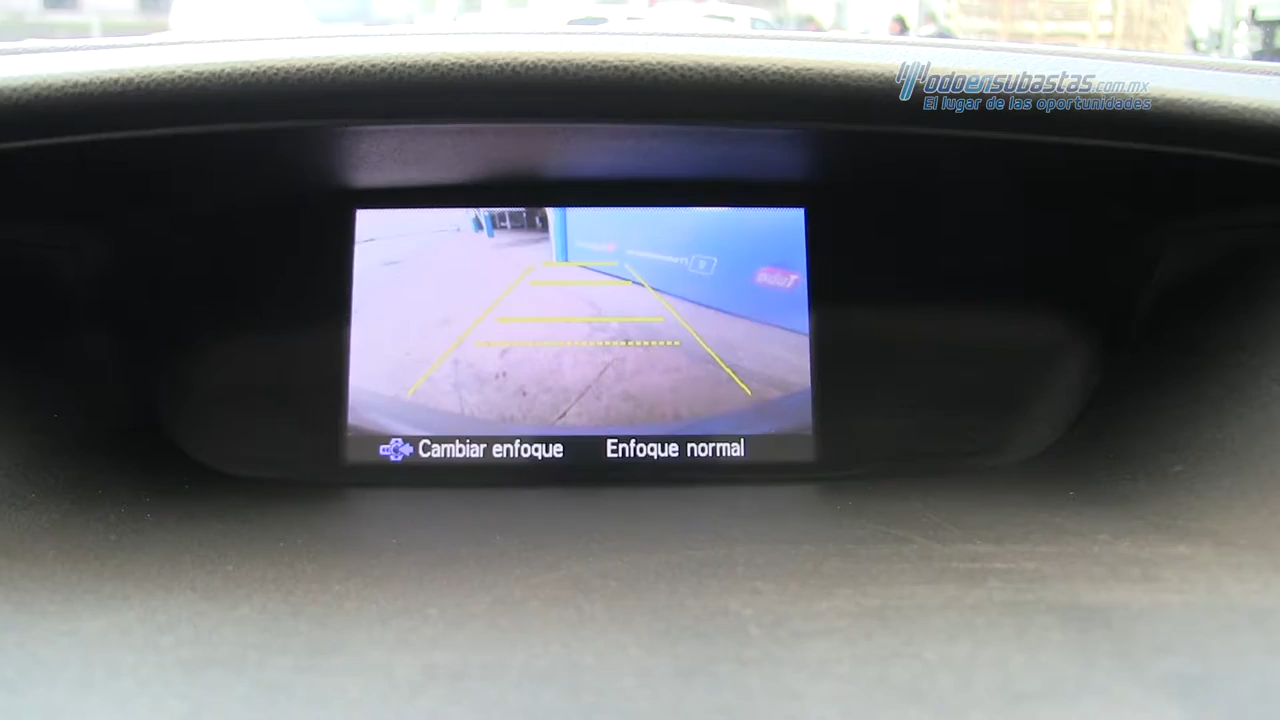 Todoensubastas.com.mx
El lugar de las oportunidades
Cambiar enfoque Enfoque normal